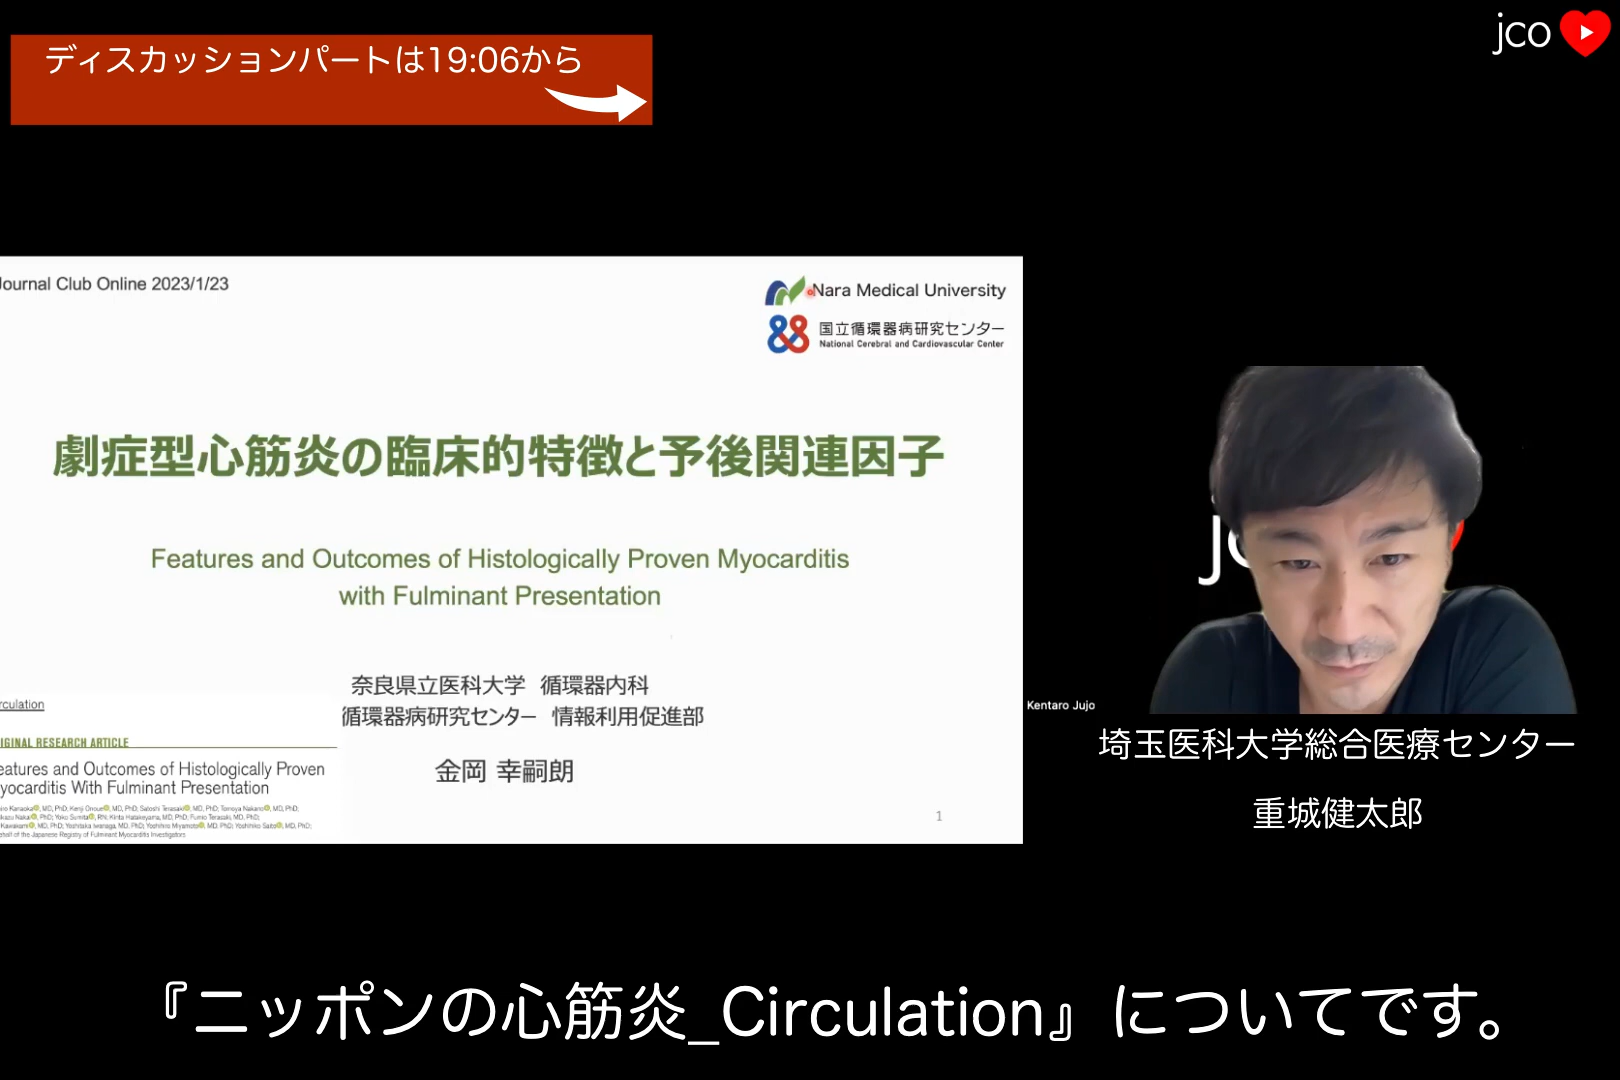 ディスカッションパートは19:06から
jco
Journal Club Online 2023/1/23
Nara Medical University
国立循環器病研究センター
National Cerebral and Cardiovascular Center
劇症型心筋炎の臨床的特徴と予後関連因子
Features and Outcomes of Histologically Proven Myocarditis
with Fulminant Presentation
奈良県立医科大学 循環器内科
循環器病研究センター 情報利用促進部
金岡 幸嗣朗
rculation
IGINAL RESEARCH ARTICLE
eatures and Outcomes of Histologically Proven
yocarditis With Fulminant Presentation
1
jc
Kentaro Jujo
埼玉医科大学総合医療センター
重城健太郎
『ニッポンの心筋炎_Circulation』についてです。